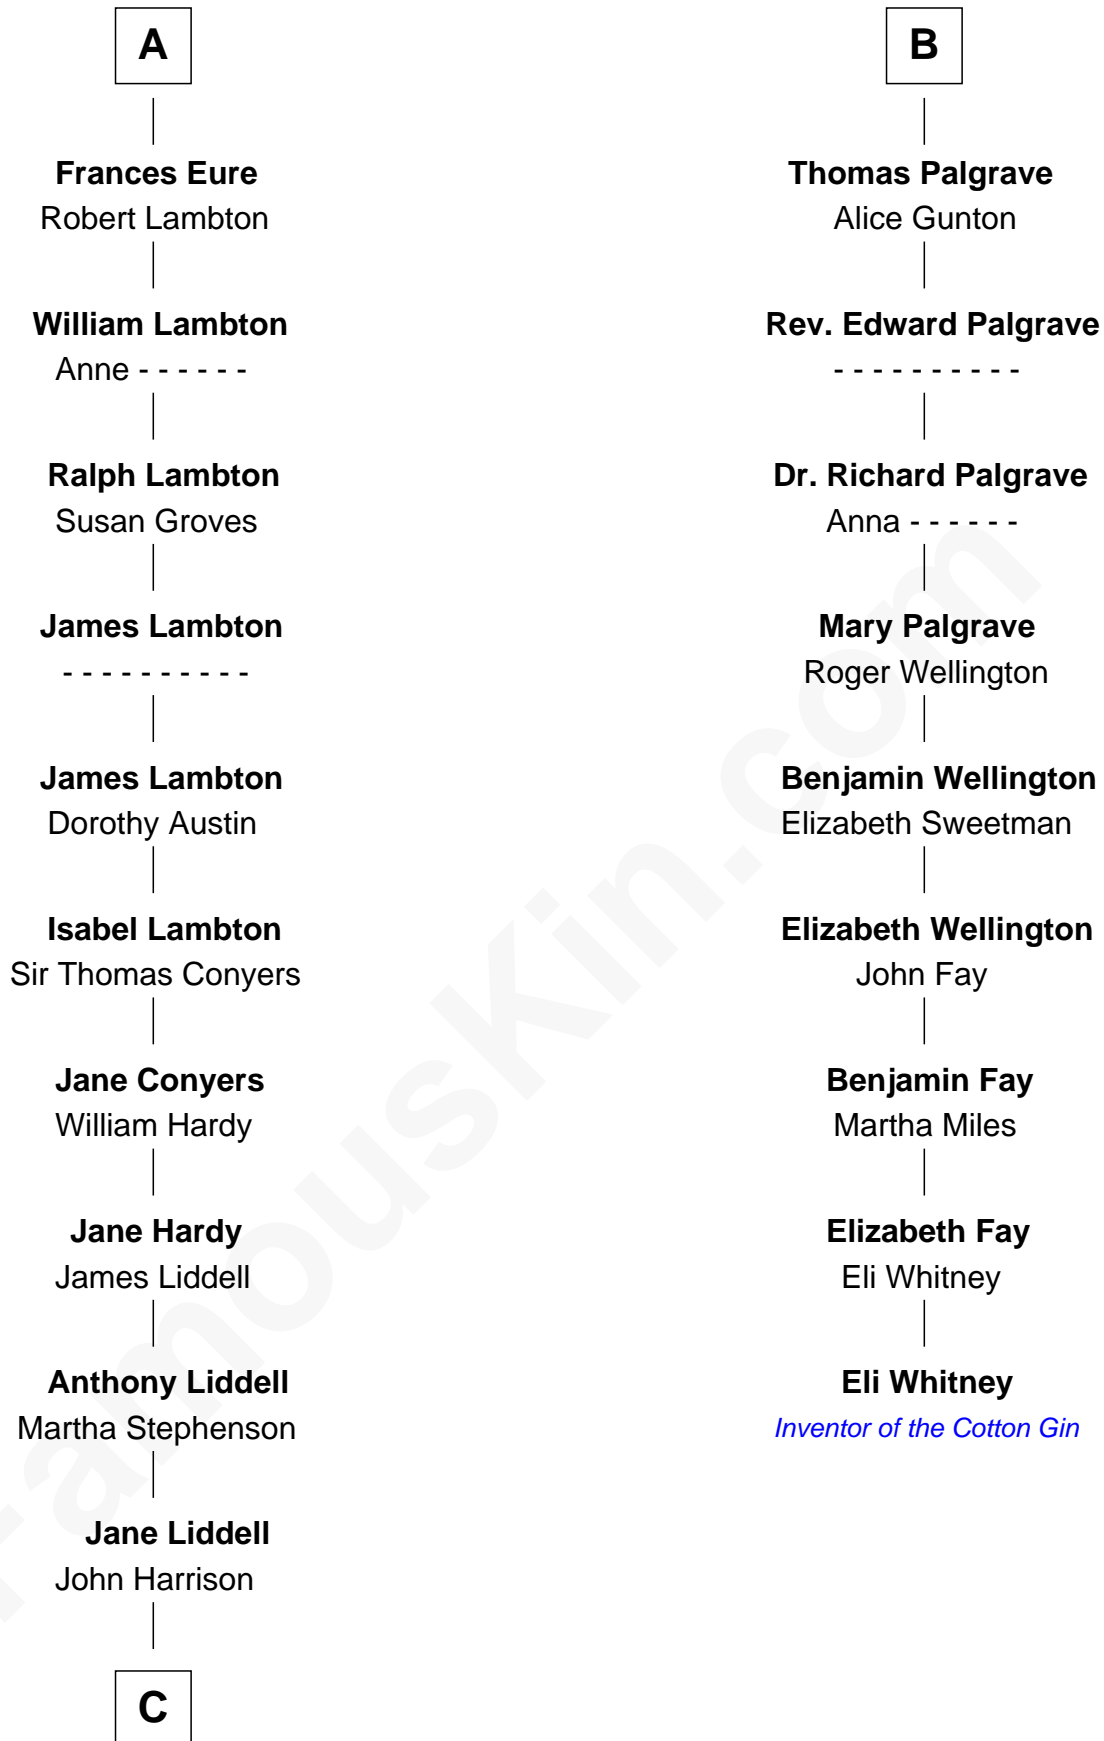 A
Frances Eure
Robert Lambton
William Lambton
Anne - - - - - -
Ralph Lambton
Susan Groves
James Lambton
- - - - - - - - - -
James Lambton
Dorothy Austin
Isabel Lambton
Sir Thomas Conyers
Jane Conyers
William Hardy
Jane Hardy
James Liddell
Anthony Liddell
Martha Stephenson
Jane Liddell
John Harrison
C
B
Thomas Palgrave
Alice Gunton
Rev. Edward Palgrave
- - - - - - - - - -
Dr. Richard Palgrave
Anna - - - - - -
Mary Palgrave
Roger Wellington
Benjamin Wellington
Elizabeth Sweetman
Elizabeth Wellington
John Fay
Benjamin Fay
Martha Miles
Elizabeth Fay
Eli Whitney
Eli Whitney
Inventor of the Cotton Gin
FamousKin.com